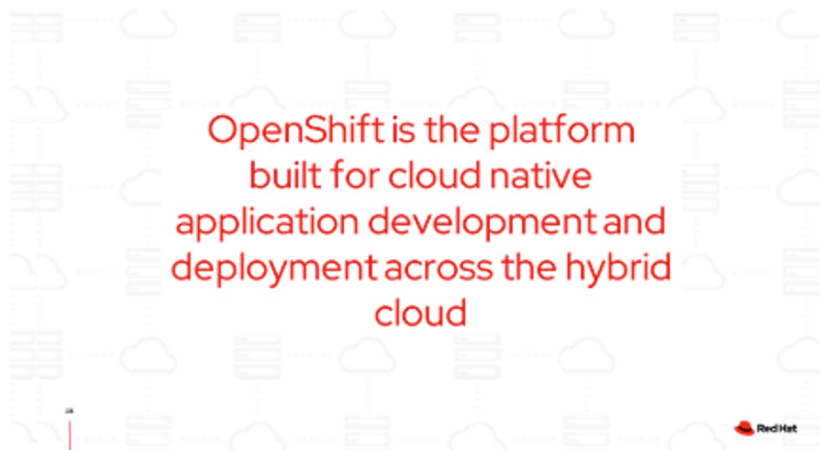 OpenShift is the platform
built for cloud native
application development and
deployment across the hybrid
cloud
Red Hat